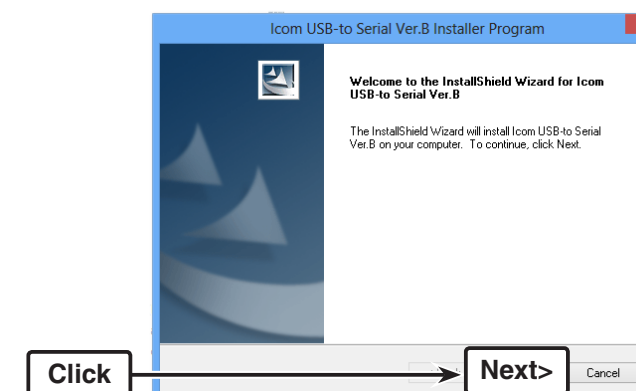 Icom USB-to Serial Ver.B Installer Program
Welcome to the InstallShield Wizard for Icom
USB-to Serial Ver.B
The InstallShield Wizard will install Icom USB-to Serial
Ver.B on your computer. To continue, click Next.
Click
Next>
Cancel